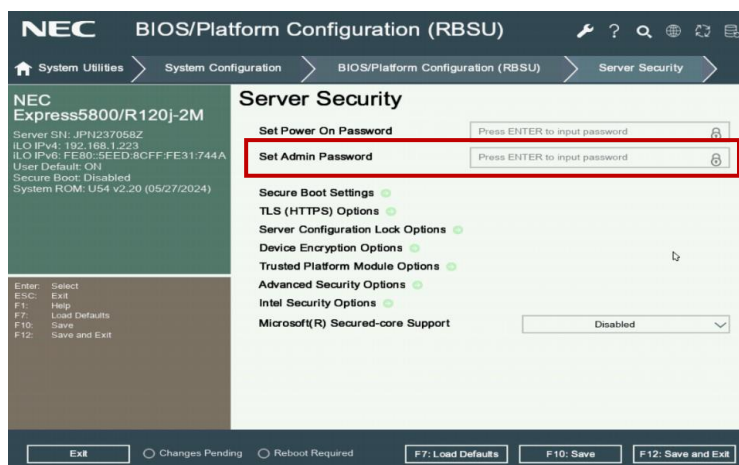 NEC BIOS/Platform Configuration (RBSU)
System Utilities System Configuration BIOS/Platform Configuration (RBSU) Server Security
NEC
Express5800/R120j-2M
Server SN: JPN237058Z
iLO IPv4: 192.168.1.223
iLO IPv6: FE80::5EED:8CFF:FE31:744A
User Default: ON
Secure Boot: Disabled
System ROM: U54 v2.20 (05/27/2024)
Enter: Select
ESC: Exit
F1: Help
F7: Load Defaults
F10: Save
F12: Save and Exit
Server Security
Set Power On Password Press ENTER to input password
Set Admin Password Press ENTER to input password
Secure Boot Settings
TLS (HTTPS) Options
Server Configuration Lock Options
Device Encryption Options
Trusted Platform Module Options
Advanced Security Options
Intel Security Options
Microsoft(R) Secured-core Support Disabled
Exit Changes Pending Reboot Required F7: Load Defaults F10: Save F12: Save and Exit